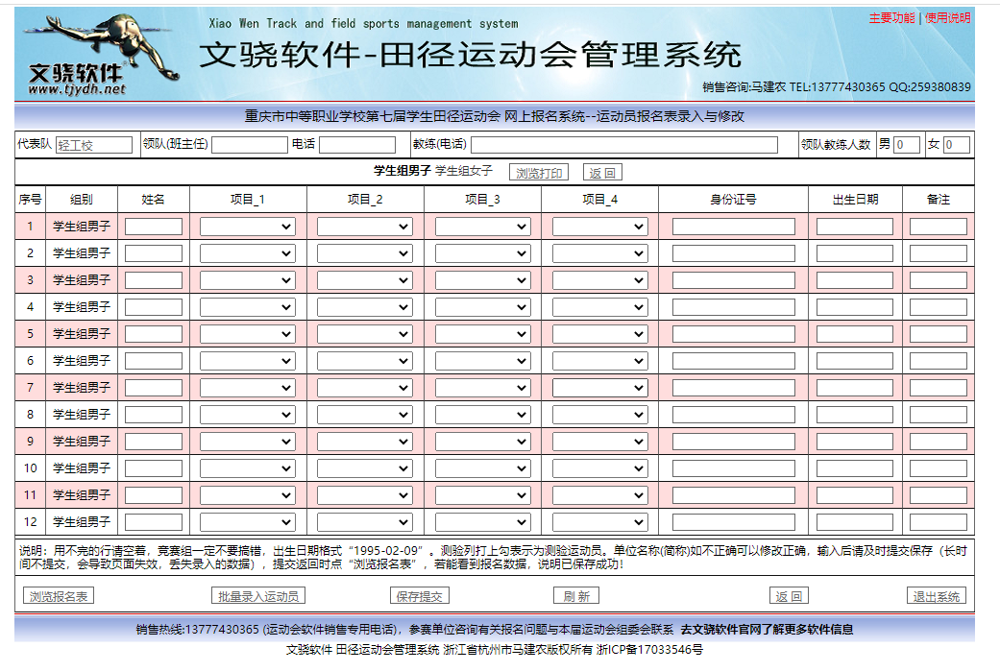 Xiao Wen Track and field sports management system
主要功能 | 使用说明
文骁软件-田径运动会管理系统
文骁软件
www.tjydh.net
销售咨询:马建农 TEL:13777430365 QQ:259380839
重庆市中等职业学校第七届学生田径运动会 网上报名系统--运动员报名表录入与修改
代表队 轻工校 领队(班主任) 电话 教练(电话) 领队教练人数 男 0 女 0
学生组男子 学生组女子 浏览打印 返 回
序号 组别 姓名 项目_1 项目_2 项目_3 项目_4 身份证号 出生日期 备注
1 学生组男子
2 学生组男子
3 学生组男子
4 学生组男子
5 学生组男子
6 学生组男子
7 学生组男子
8 学生组男子
9 学生组男子
10 学生组男子
11 学生组男子
12 学生组男子
说明：用不完的行请空着，竞赛组一定不要搞错，出生日期格式“1995-02-09”。测验列打上勾表示为测验运动员。单位名称(简称)如不正确可以修改正确，输入后请及时提交保存（长时
间不提交，会导致页面失效，丢失录入的数据），提交返回时点“浏览报名表”，若能看到报名数据，说明已保存成功！
浏览报名表 批量录入运动员 保存提交 刷 新 返 回 退出系统
销售热线:13777430365 (运动会软件销售专用电话)，参赛单位咨询有关报名问题与本届运动会组委会联系 去文骁软件官网了解更多软件信息
文骁软件 田径运动会管理系统 浙江省杭州市马建农版权所有 浙ICP备17033546号